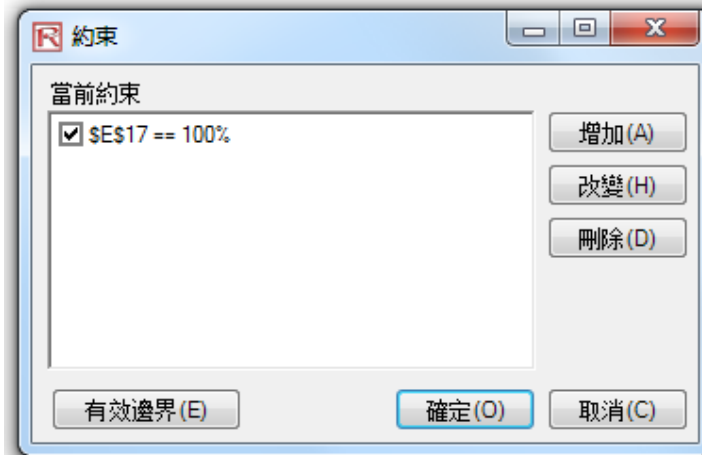 約束
當前約束
$E$17 == 100%
增加(A)
改變(H)
刪除(D)
有效邊界(E)
確定(O)
取消(C)